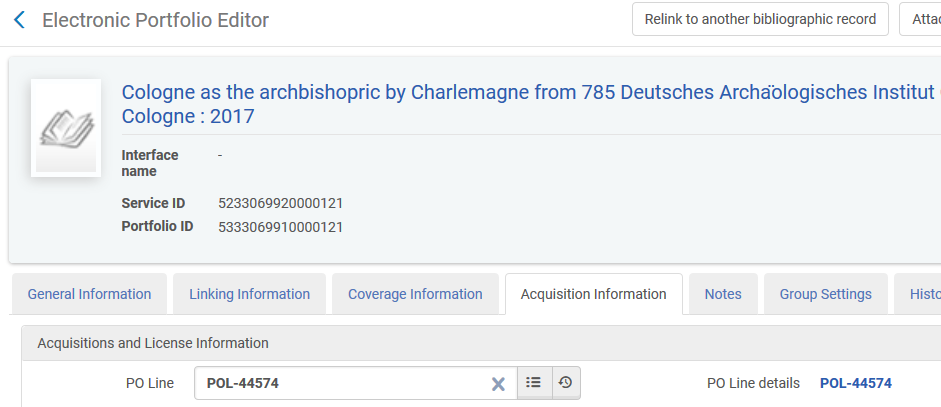 Electronic Portfolio Editor
Relink to another bibliographic record
Attac
Cologne as the archbishopric by Charlemagne from 785 Deutsches Archäologisches Institut
Cologne : 2017
Interface name -
Service ID 5233069920000121
Portfolio ID 5333069910000121
General Information Linking Information Coverage Information Acquisition Information Notes Group Settings Histo
Acquisitions and License Information
PO Line POL-44574 PO Line details POL-44574